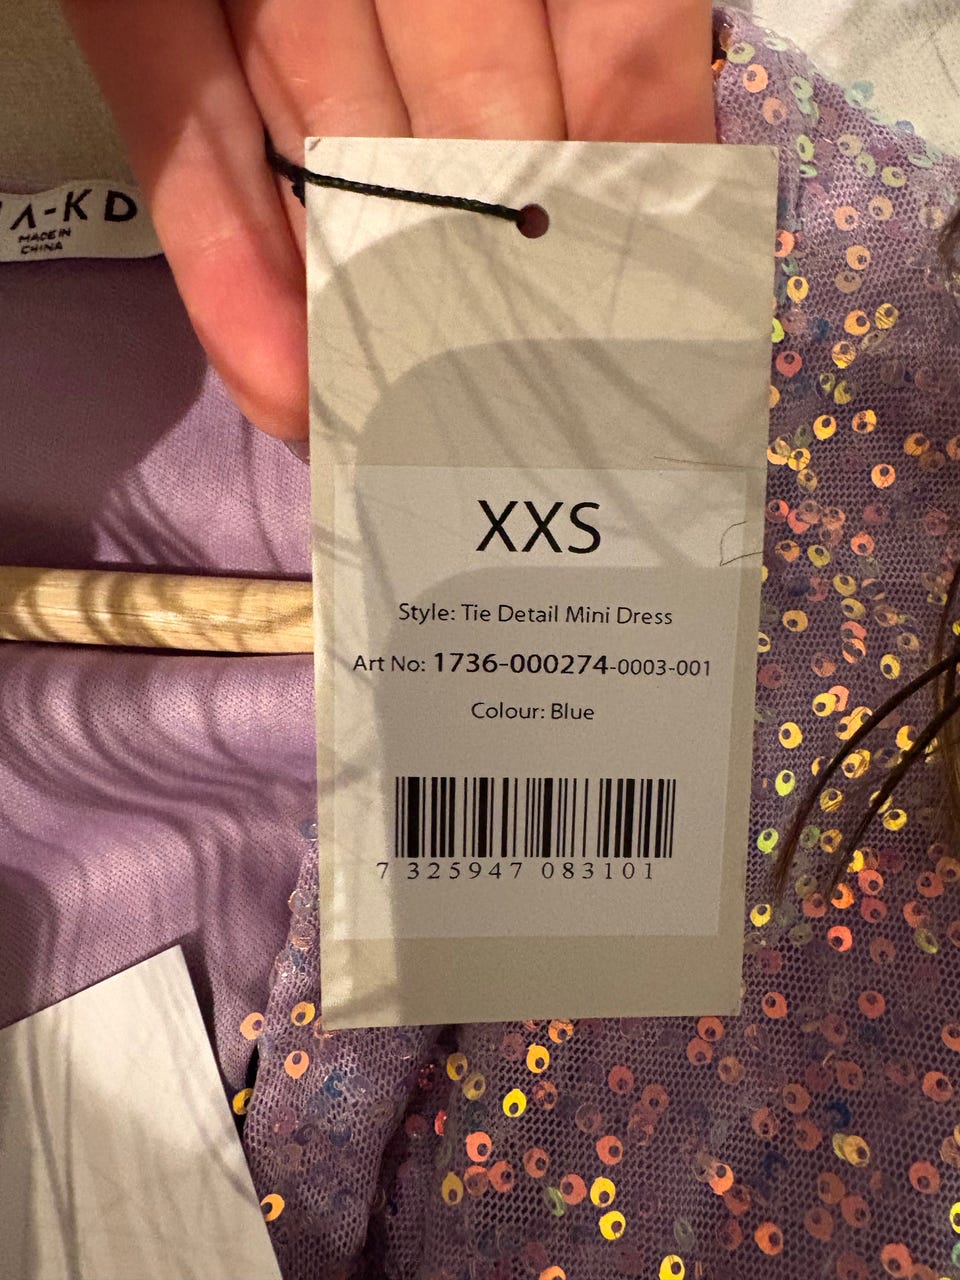 Λ-KD
MADE IN
CHINA
XXS
Style: Tie Detail Mini Dress
Art No: 1736-000274-0003-001
Colour: Blue
7 325947 083101